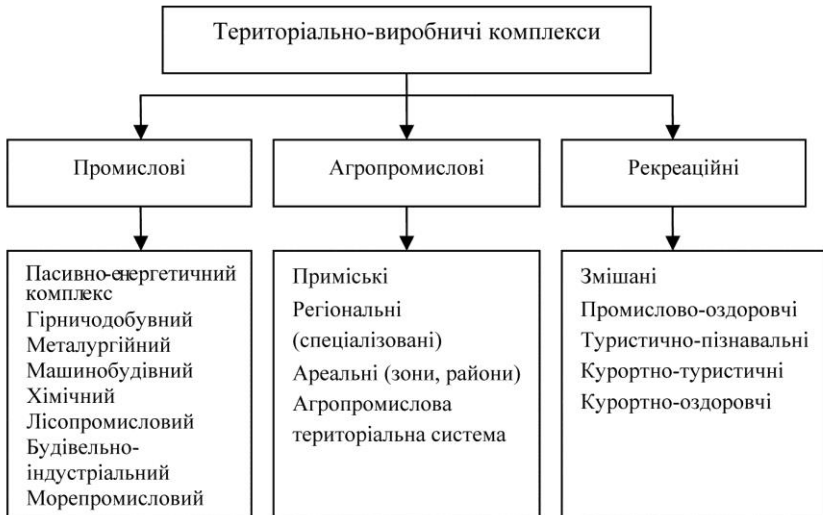 Територіально-виробничі комплекси
Промислові
Агропромислові
Рекреаційні
Пасивно-енергетичний
комплекс
Гірничодобувний
Металургійний
Машинобудівний
Хімічний
Лісопромисловий
Будівельно-
індустріальний
Морепромисловий
Приміські
Регіональні
(спеціалізовані)
Ареальні (зони, райони)
Агропромислова
територіальна система
Змішані
Промислово-оздоровчі
Туристично-пізнавальні
Курортно-туристичні
Курортно-оздоровчі